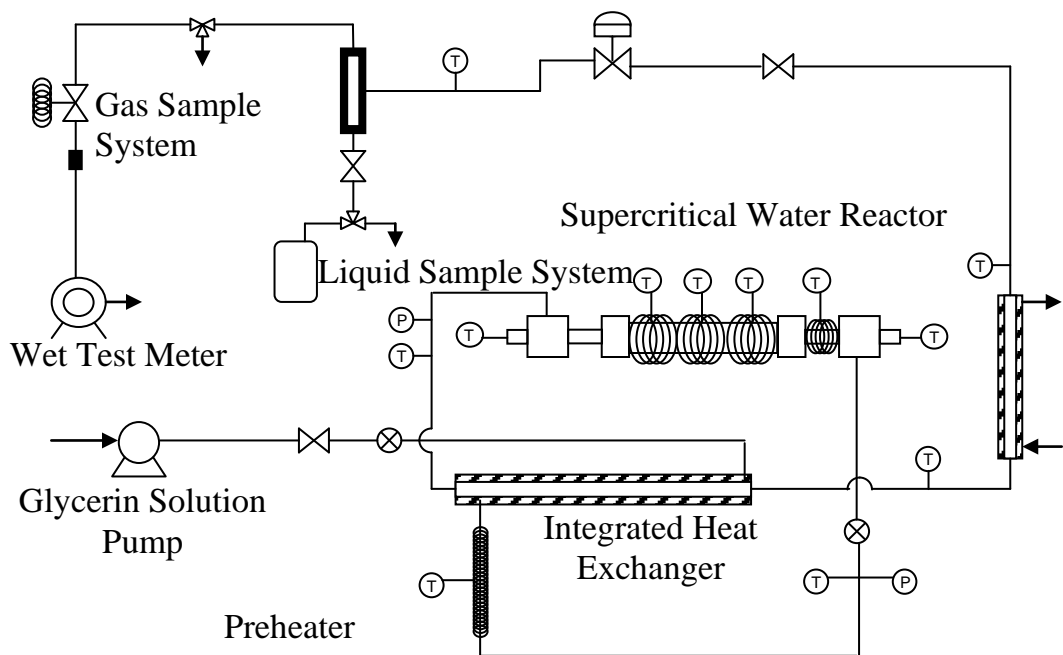 T
Gas Sample
System
Supercritical Water Reactor
T
Liquid Sample System
T
T
T
T
P
T
T
T
Wet Test Meter
Glycerin Solution
Pump
T
Integrated Heat
Exchanger
T
T
P
Preheater